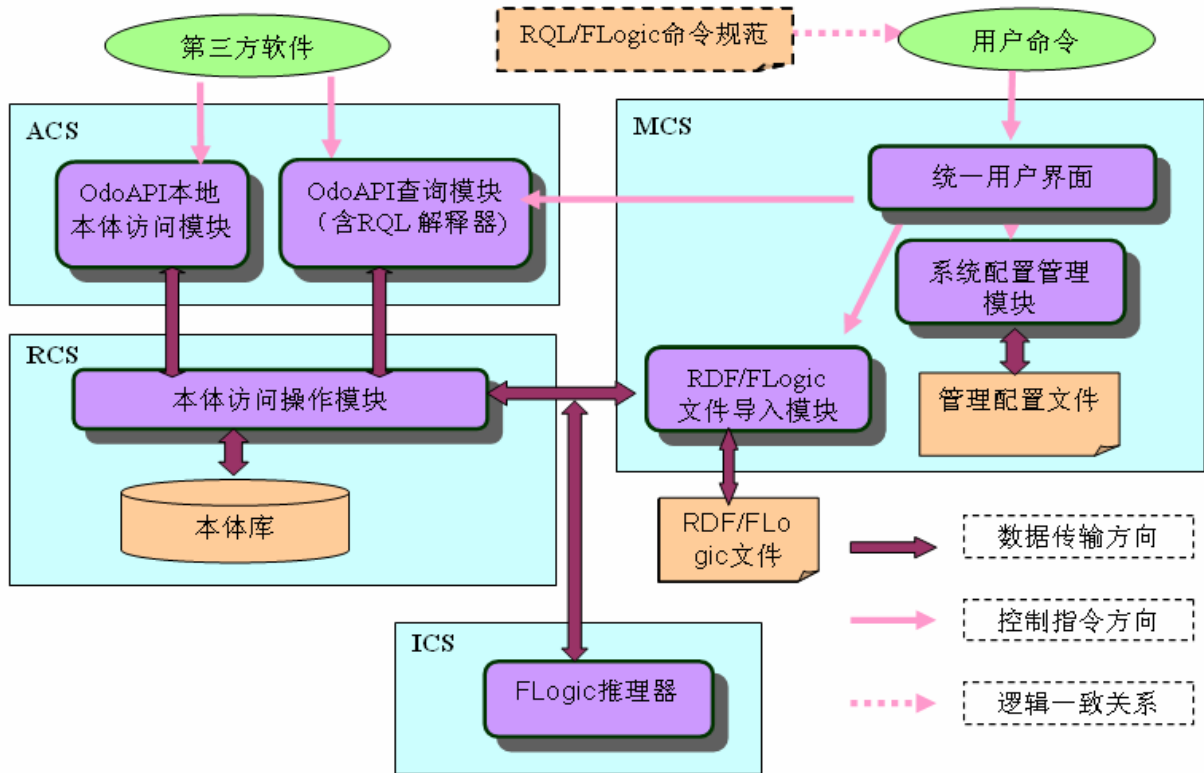 第三方软件
RQL/FLogic命令规范
用户命令
ACS
OdoAPI本地
本体访问模块
OdoAPI查询模块
（含RQL 解释器)
MCS
统一用户界面
系统配置管理
模块
RDF/FLogic
文件导入模块
管理配置文件
RCS
本体访问操作模块
本体库
RDF/FLo
gic文件
ICS
FLogic推理器
数据传输方向
控制指令方向
逻辑一致关系